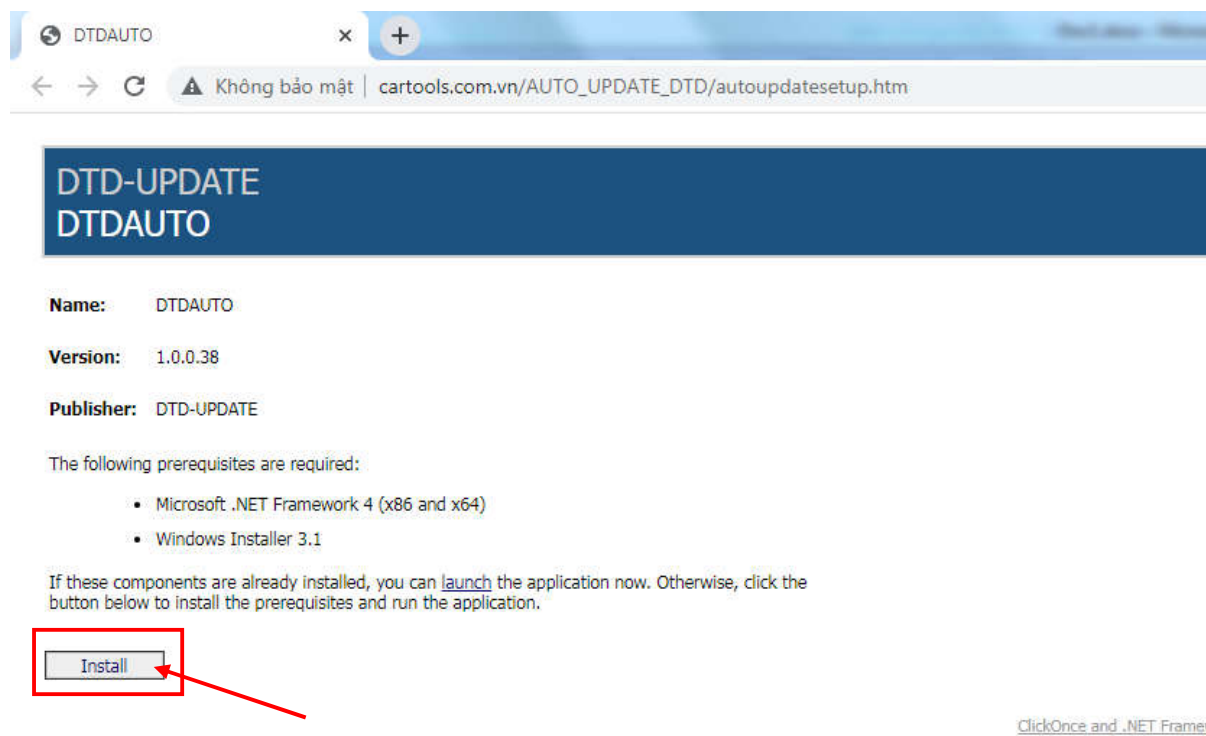 DTDAUTO
Không bảo mật | cartools.com.vn/AUTO_UPDATE_DTD/autoupdatesetup.htm
DTD-UPDATE
DTDAUTO
Name: DTDAUTO
Version: 1.0.0.38
Publisher: DTD-UPDATE
The following prerequisites are required:
• Microsoft .NET Framework 4 (x86 and x64)
• Windows Installer 3.1
If these components are already installed, you can launch the application now. Otherwise, click the
button below to install the prerequisites and run the application.
Install
ClickOnce and .NET